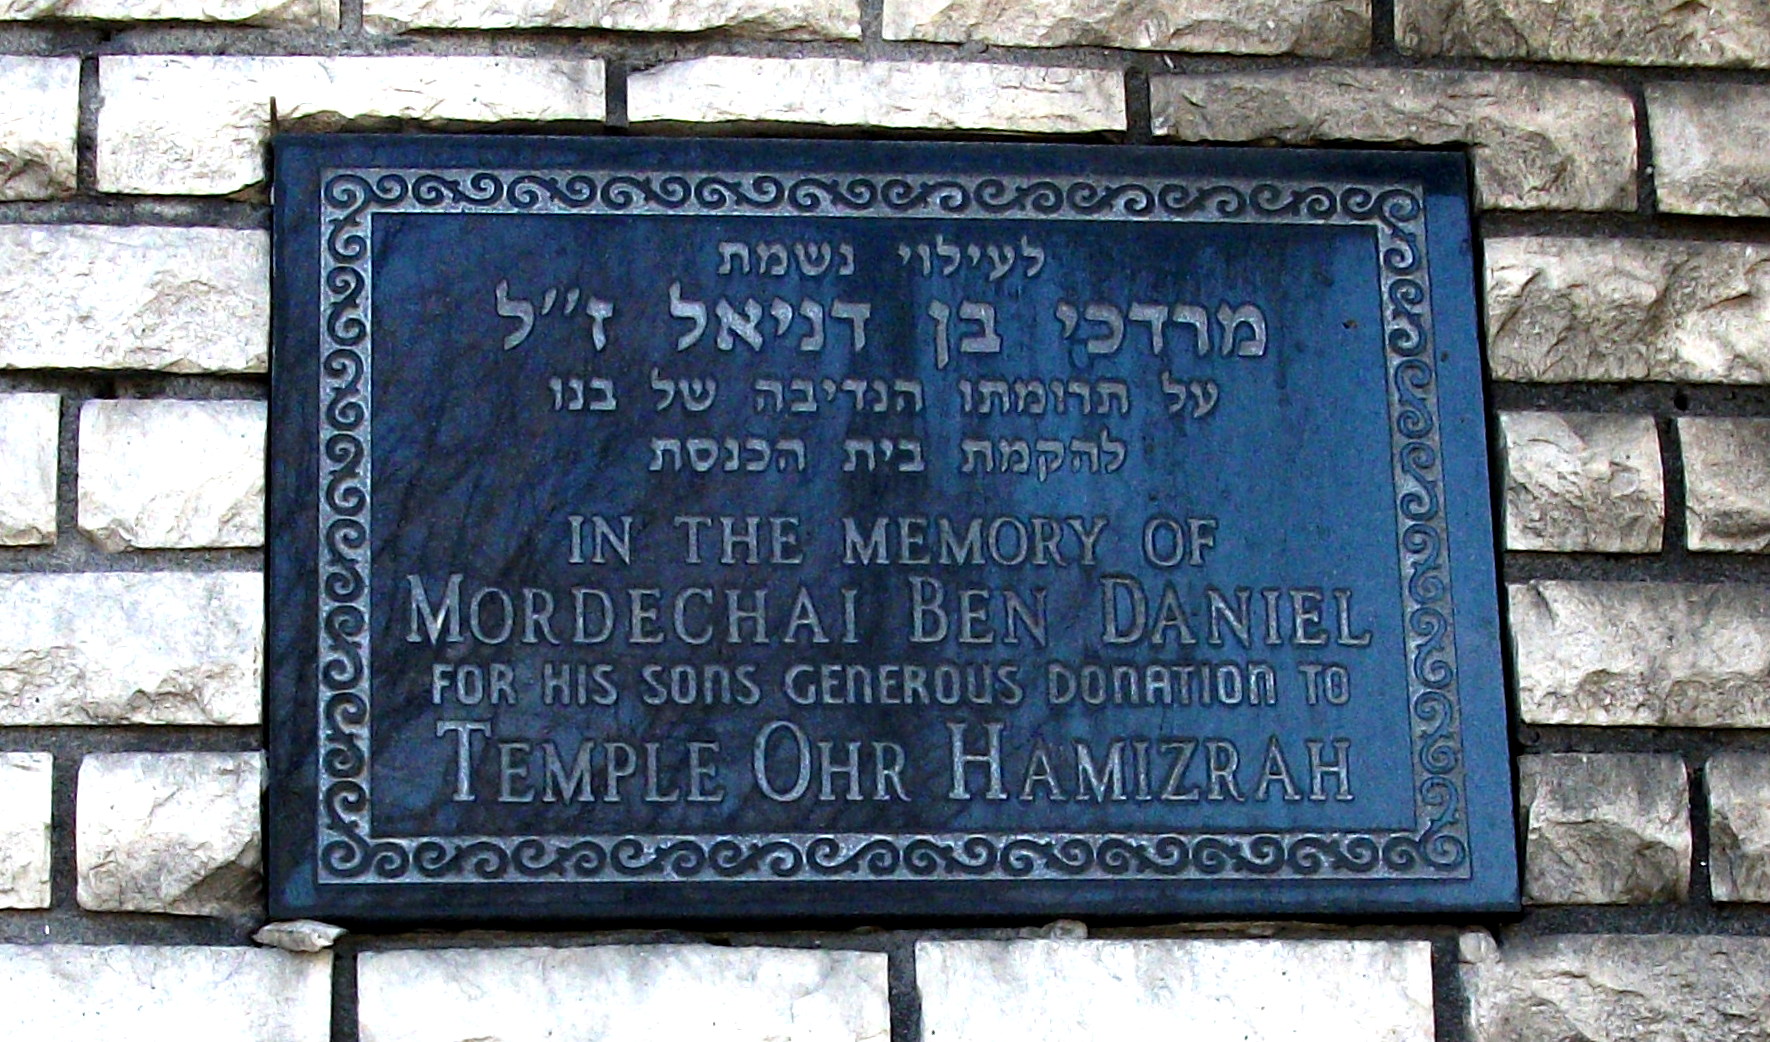 לעילוי נשמת
מרדכי בן דניאל ז״ל
על תרומתו הנדיבה של בנו
להקמת בית הכנסת
IN THE MEMORY OF
MORDECHAI BEN DANIEL
FOR HIS SONS GENEROUS DONATION TO
TEMPLE OHR HAMIZRAH